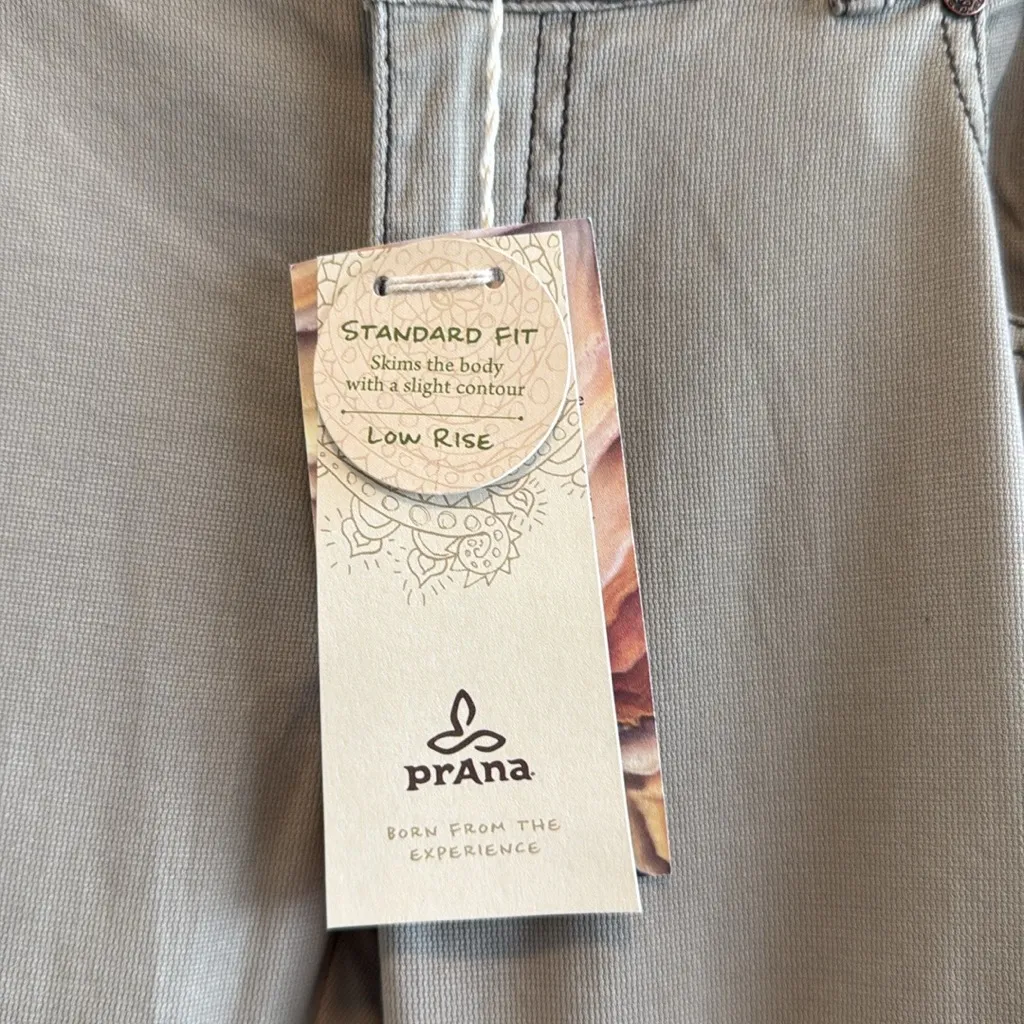 STANDARD FIT
Skims the body
with a slight contour
LOW RISE
e
prAna
BORN FROM THE
EXPERIENCE